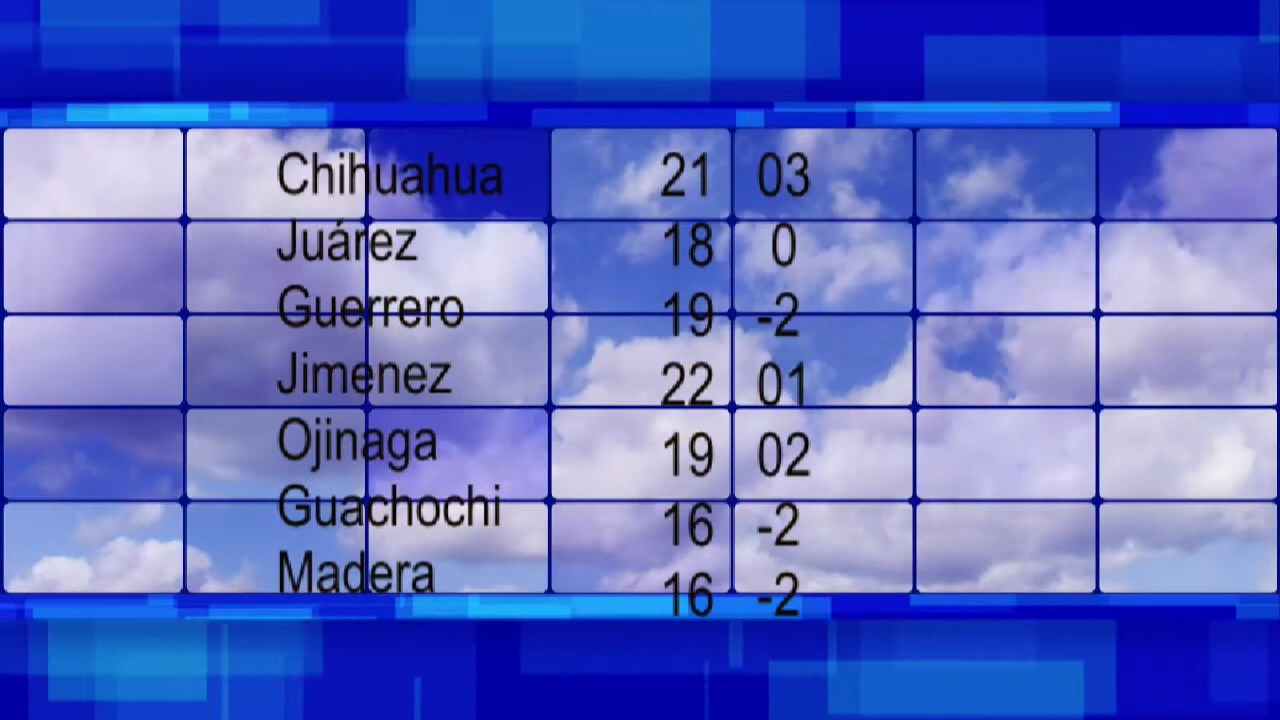 Chihuahua 21 03
Juárez 18 0
Guerrero 19 -2
Jimenez 22 01
Ojinaga 19 02
Guachochi 16 -2
Madera 16 -2